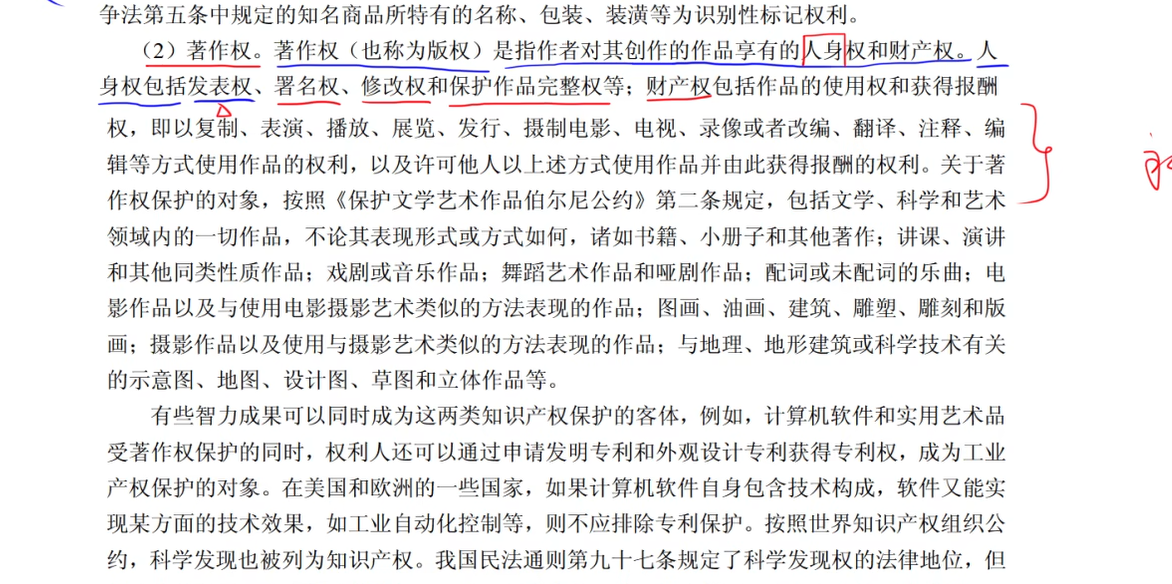 争法第五条中规定的知名商品所特有的名称、包装、装潢等为识别性标记权利。
（2）著作权。著作权（也称为版权）是指作者对其创作的作品享有的人身权和财产权。人
身权包括发表权、署名权、修改权和保护作品完整权等；财产权包括作品的使用权和获得报酬
权，即以复制、表演、播放、展览、发行、摄制电影、电视、录像或者改编、翻译、注释、编
辑等方式使用作品的权利，以及许可他人以上述方式使用作品并由此获得报酬的权利。关于著
作权保护的对象，按照《保护文学艺术作品伯尔尼公约》第二条规定，包括文学、科学和艺术
领域内的一切作品，不论其表现形式或方式如何，诸如书籍、小册子和其他著作；讲课、演讲
和其他同类性质作品；戏剧或音乐作品；舞蹈艺术作品和哑剧作品；配词或未配词的乐曲；电
影作品以及与使用电影摄影艺术类似的方法表现的作品；图画、油画、建筑、雕塑、雕刻和版
画；摄影作品以及使用与摄影艺术类似的方法表现的作品；与地理、地形建筑或科学技术有关
的示意图、地图、设计图、草图和立体作品等。
有些智力成果可以同时成为这两类知识产权保护的客体，例如，计算机软件和实用艺术品
受著作权保护的同时，权利人还可以通过申请发明专利和外观设计专利获得专利权，成为工业
产权保护的对象。在美国和欧洲的一些国家，如果计算机软件自身包含技术构成，软件又能实
现某方面的技术效果，如工业自动化控制等，则不应排除专利保护。按照世界知识产权组织公
约，科学发现也被列为知识产权。我国民法通则第九十七条规定了科学发现权的法律地位，但